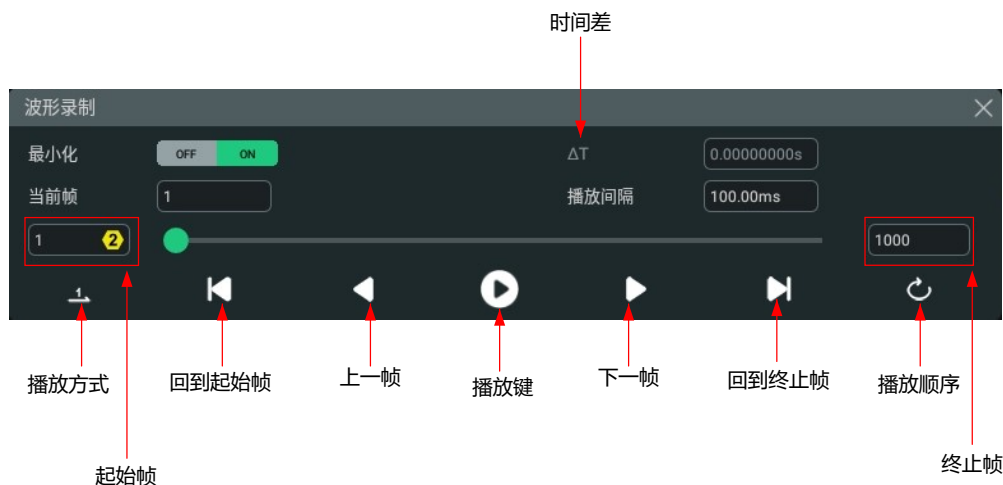 时间差
波形录制
最小化 OFF ON ΔT 0.00000000s
当前帧 1 播放间隔 100.00ms
1 2 1000
1
播放方式 回到起始帧 上一帧 播放键 下一帧 回到终止帧 播放顺序
起始帧 终止帧